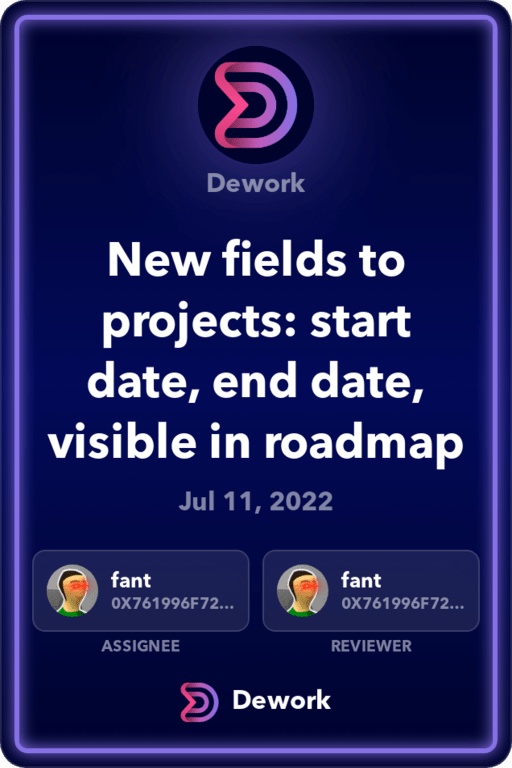 Dework
New fields to
projects: start
date, end date,
visible in roadmap
Jul 11, 2022
fant
0X761996F72...
ASSIGNEE
fant
0X761996F72...
REVIEWER
Dework